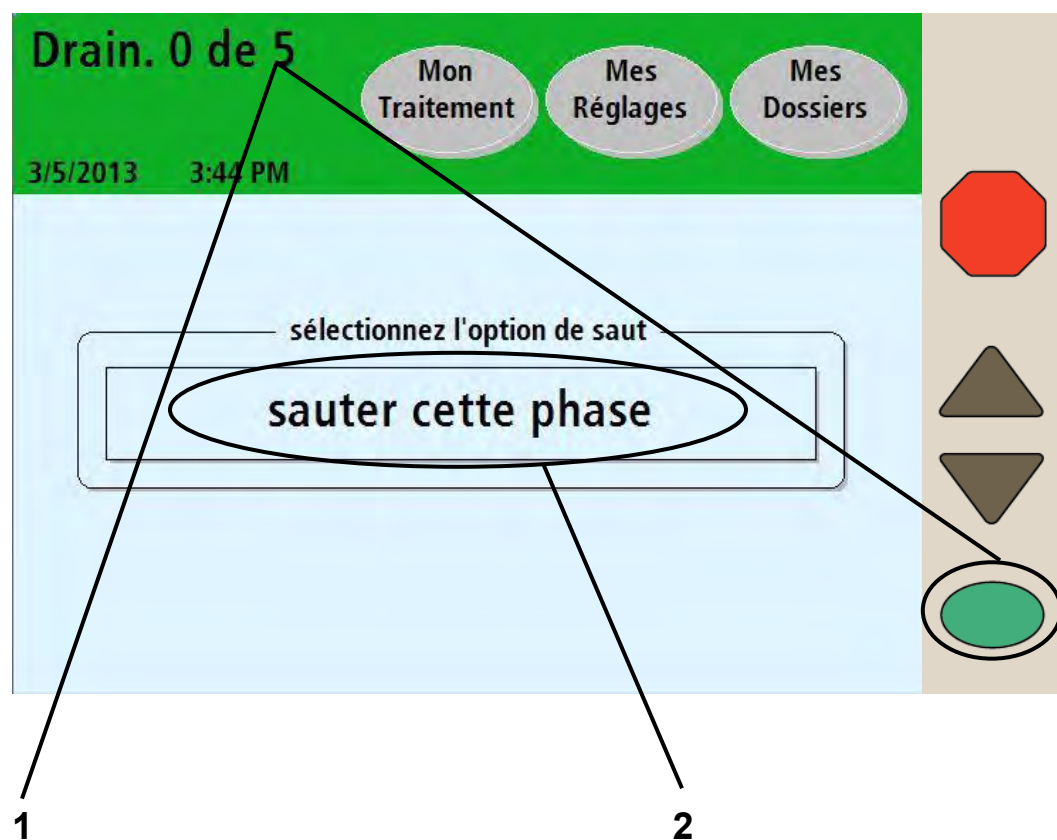 Drain. 0 de 5
Mon
Traitement
Mes
Réglages
Mes
Dossiers
3/5/2013 3:44 PM
sélectionnez l'option de saut
sauter cette phase
1 2